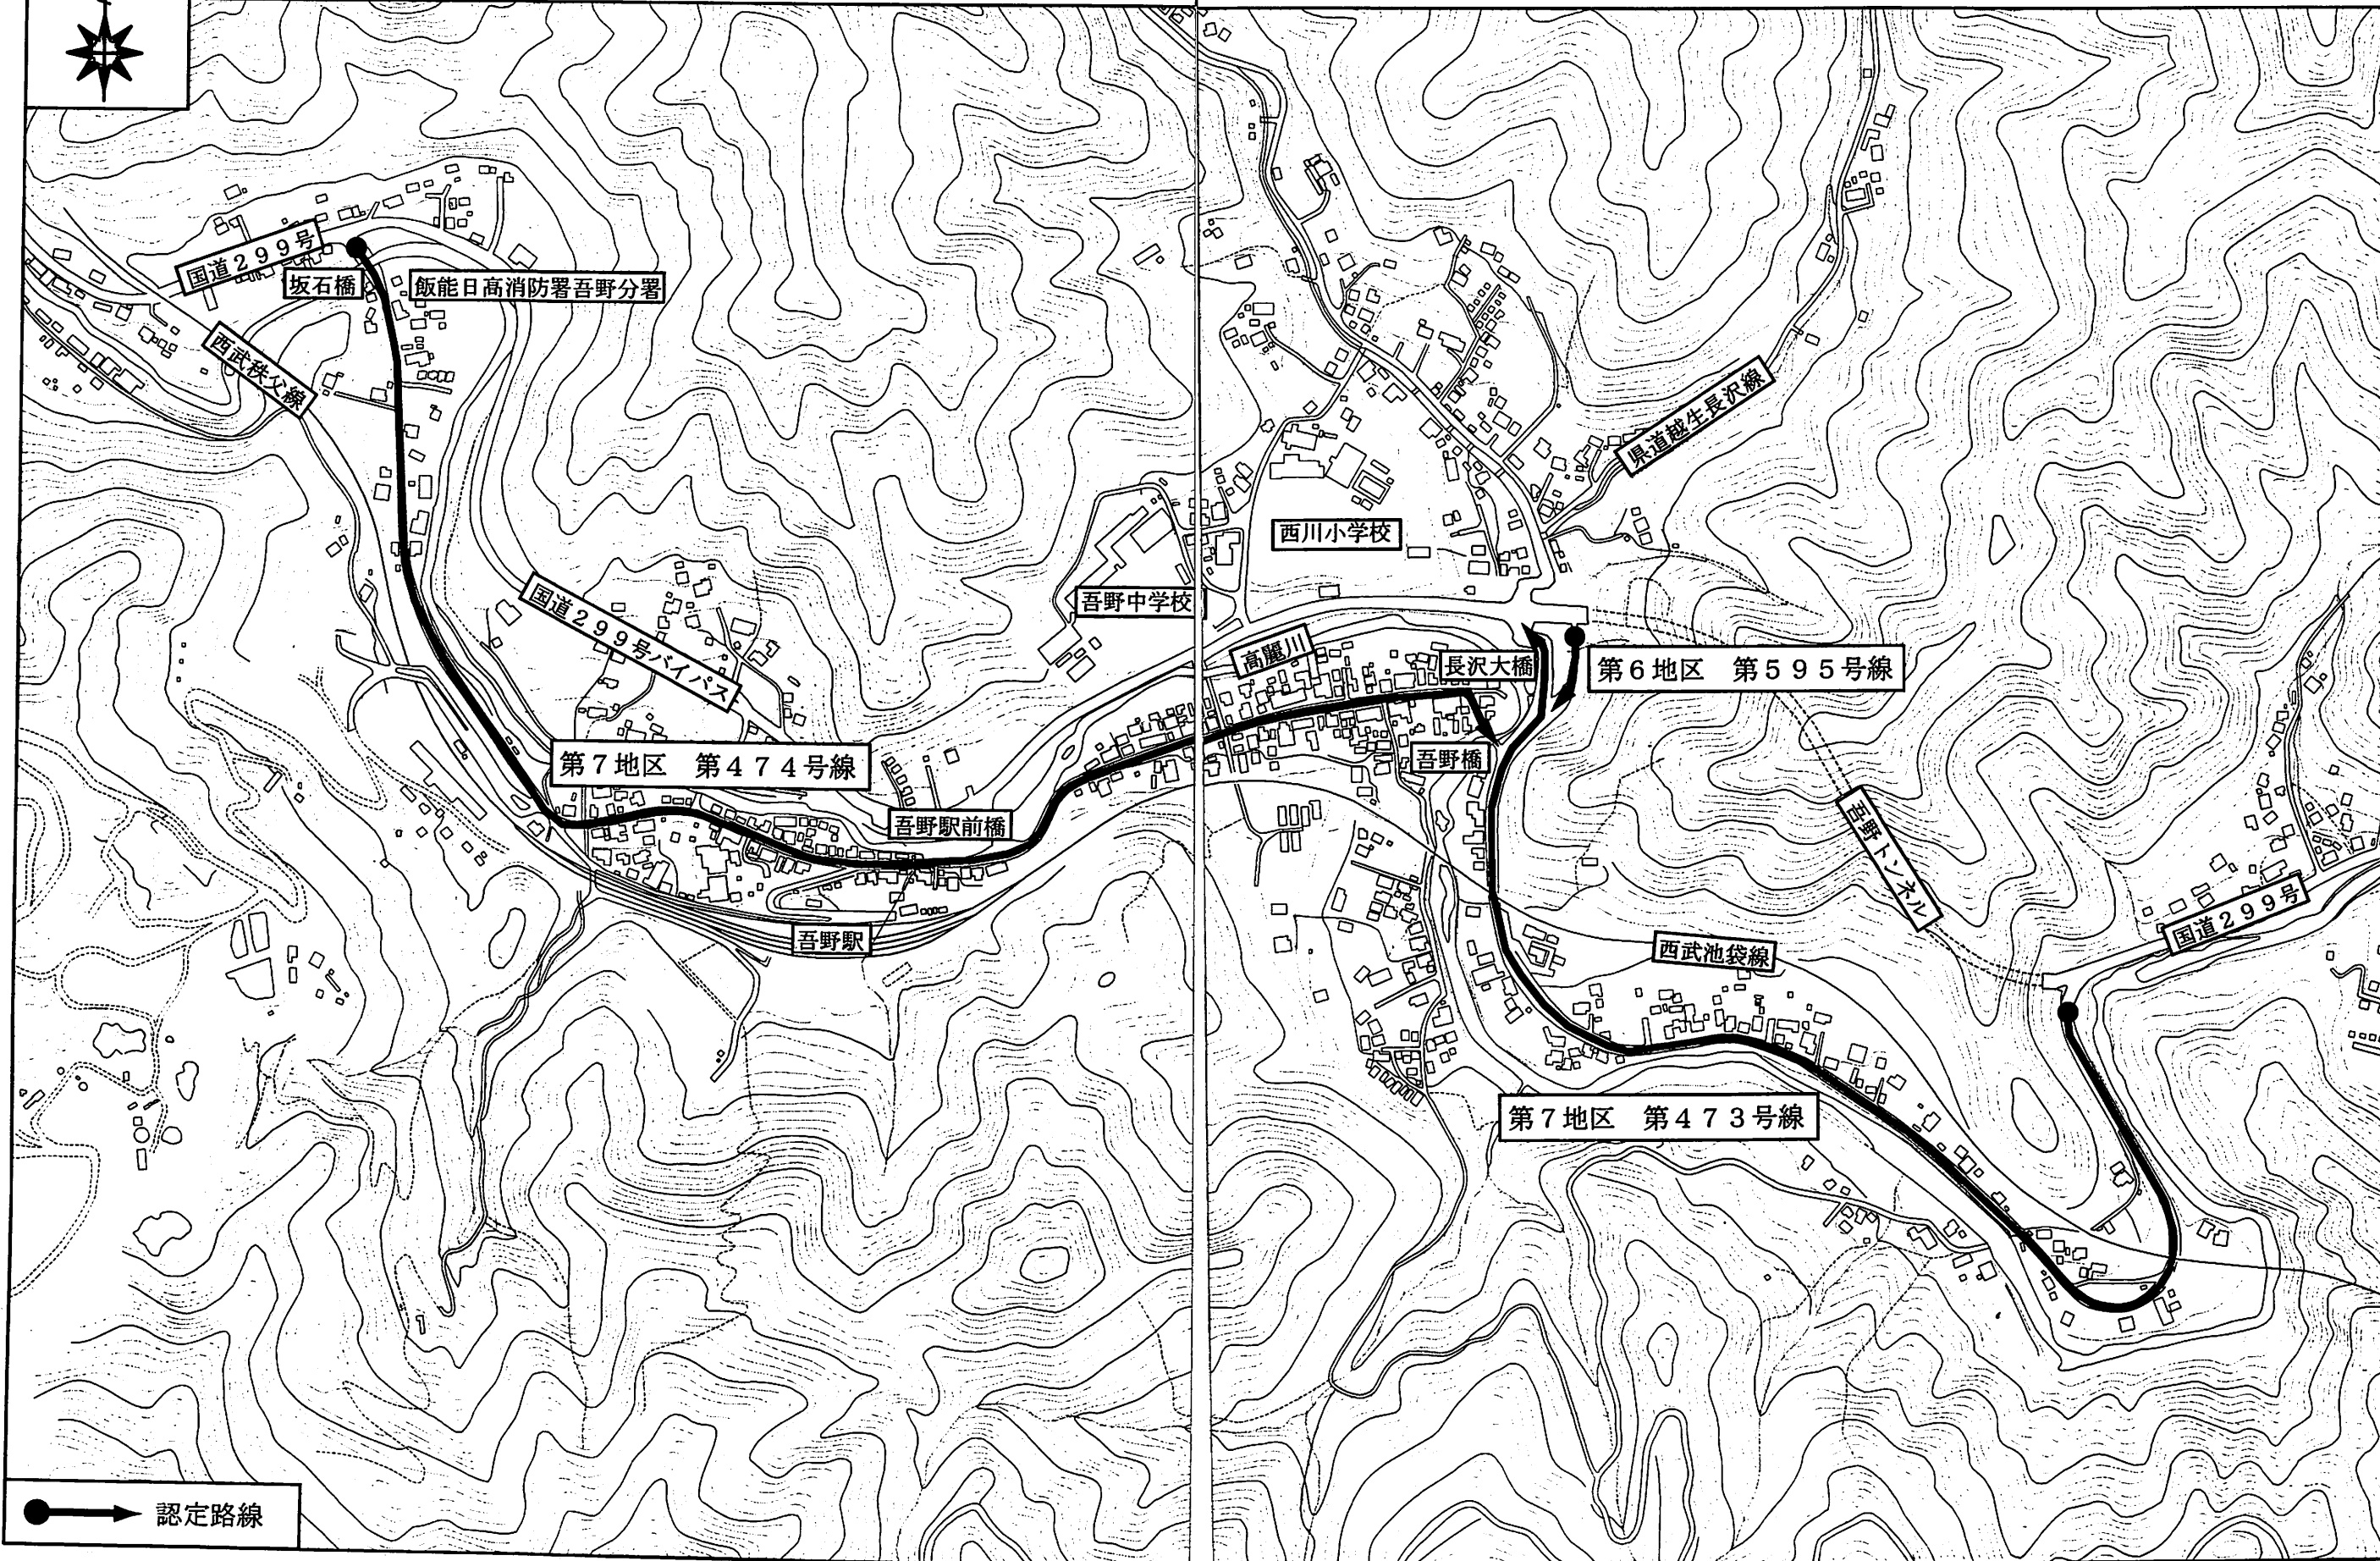 国道２９９号
坂石橋
飯能日高消防署吾野分署
西武秩父線
県道越生長沢線
西川小学校
国道２９９号バイパス
吾野中学校
高麗川
長沢大橋
第６地区　第５９５号線
第７地区　第４７４号線
吾野橋
吾野駅前橋
吾野トンネル
吾野駅
西武池袋線
国道２９９号
第７地区　第４７３号線
認定路線